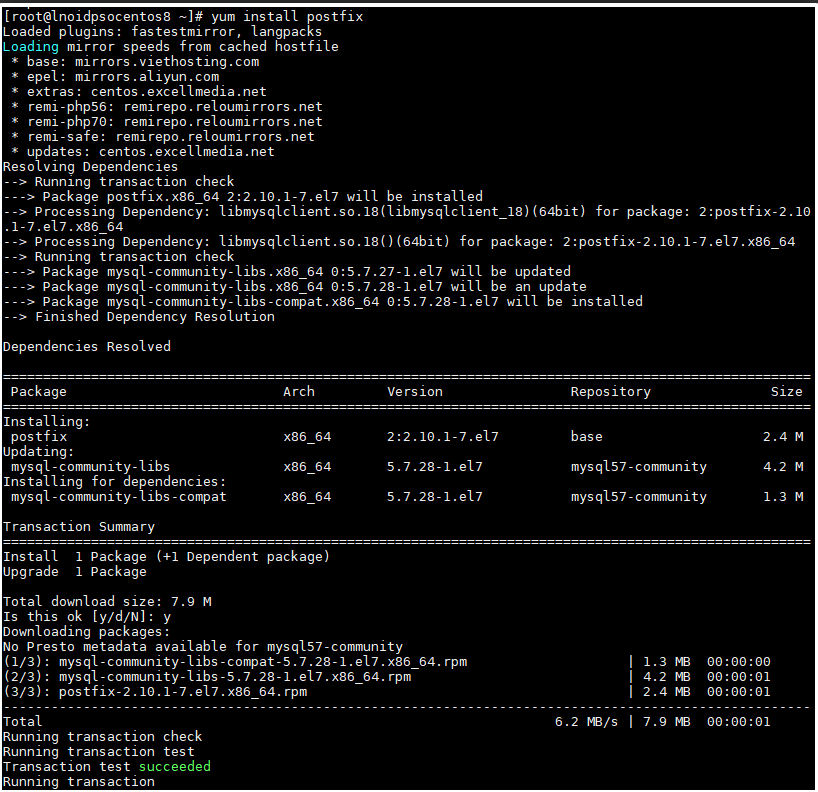 [root@lnoidpsocentos8 ~]# yum install postfix
Loaded plugins: fastestmirror, langpacks
Loading mirror speeds from cached hostfile
 * base: mirrors.viethosting.com
 * epel: mirrors.aliyun.com
 * extras: centos.excellmedia.net
 * remi-php56: remirepo.reloumirrors.net
 * remi-php70: remirepo.reloumirrors.net
 * remi-safe: remirepo.reloumirrors.net
 * updates: centos.excellmedia.net
Resolving Dependencies
--> Running transaction check
---> Package postfix.x86_64 2:2.10.1-7.el7 will be installed
--> Processing Dependency: libmysqlclient.so.18(libmysqlclient_18)(64bit) for package: 2:postfix-2.10
.1-7.el7.x86_64
--> Processing Dependency: libmysqlclient.so.18()(64bit) for package: 2:postfix-2.10.1-7.el7.x86_64
--> Running transaction check
---> Package mysql-community-libs.x86_64 0:5.7.27-1.el7 will be updated
---> Package mysql-community-libs.x86_64 0:5.7.28-1.el7 will be an update
---> Package mysql-community-libs-compat.x86_64 0:5.7.28-1.el7 will be installed
--> Finished Dependency Resolution

Dependencies Resolved

=====================================================================================================
 Package                           Arch         Version                Repository               Size
=====================================================================================================
Installing:
 postfix                           x86_64       2:2.10.1-7.el7         base                    2.4 M
Updating:
 mysql-community-libs              x86_64       5.7.28-1.el7           mysql57-community       4.2 M
Installing for dependencies:
 mysql-community-libs-compat       x86_64       5.7.28-1.el7           mysql57-community       1.3 M

Transaction Summary
=====================================================================================================
Install  1 Package (+1 Dependent package)
Upgrade  1 Package

Total download size: 7.9 M
Is this ok [y/d/N]: y
Downloading packages:
No Presto metadata available for mysql57-community
(1/3): mysql-community-libs-compat-5.7.28-1.el7.x86_64.rpm                    | 1.3 MB  00:00:00
(2/3): mysql-community-libs-5.7.28-1.el7.x86_64.rpm                           | 4.2 MB  00:00:01
(3/3): postfix-2.10.1-7.el7.x86_64.rpm                                        | 2.4 MB  00:00:01
-----------------------------------------------------------------------------------------------------
Total                                                                6.2 MB/s | 7.9 MB  00:00:01
Running transaction check
Running transaction test
Transaction test succeeded
Running transaction